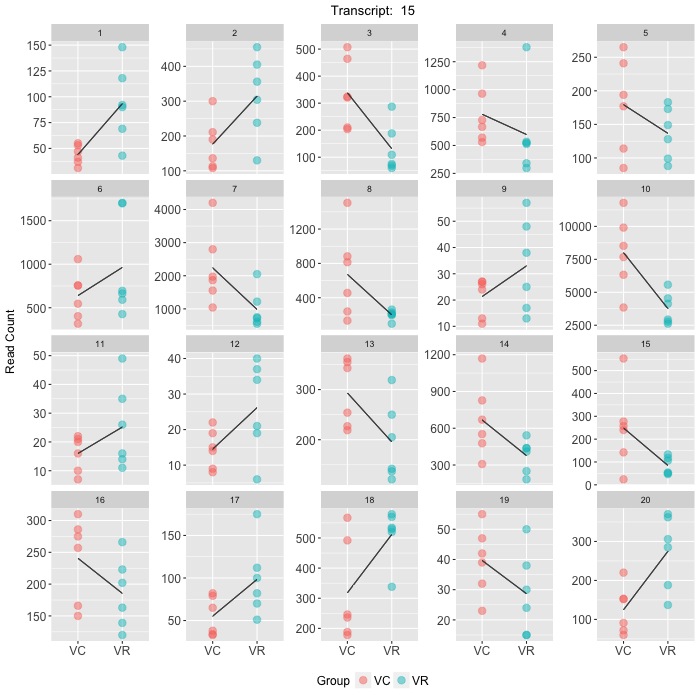 Transcript: 15
1 2 3 4 5
150 125 100 75 50
400 300 200 100
500 400 300 200 100
1250 1000 750 500 250
250 200 150 100
6 7 8 9 10
1500 1000 500
4000 3000 2000 1000
1200 800 400
50 40 30 20 10
10000 7500 5000 2500
Read Count
11 12 13 14 15
50 40 30 20 10
40 30 20 10
300 200
1200 900 600 300
500 400 300 200 100 0
16 17 18 19 20
300 250 200 150
150 100 50
500 400 300 200
50 40 30 20
300 200 100
VC VR VC VR VC VR VC VR VC VR
Group VC VR